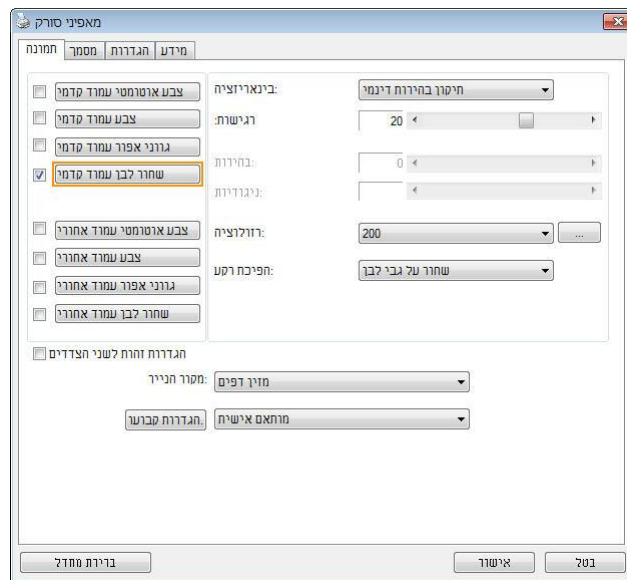 מאפיני סורק
תמונה
מסמך
הגדרות
מידע
צבע אוטומטי עמוד קדמי
צבע עמוד קדמי
גווני אפור עמוד קדמי
שחור לבן עמוד קדמי
צבע אוטומטי עמוד אחורי
צבע עמוד אחורי
גווני אפור עמוד אחורי
שחור לבן עמוד אחורי
בינאריזציה: תיקון בהירות דינמי
רגישות: 20
בהירות: 0
ניגודיות:
רזולוציה: 200 ...
הפיכת רקע: שחור על גבי לבן
הגדרות זהות לשני הצדדים
מקור הנייר: מזין דפים
הגדרות קבועו. מותאם אישית
ברירת מחדל
אישור
בטל